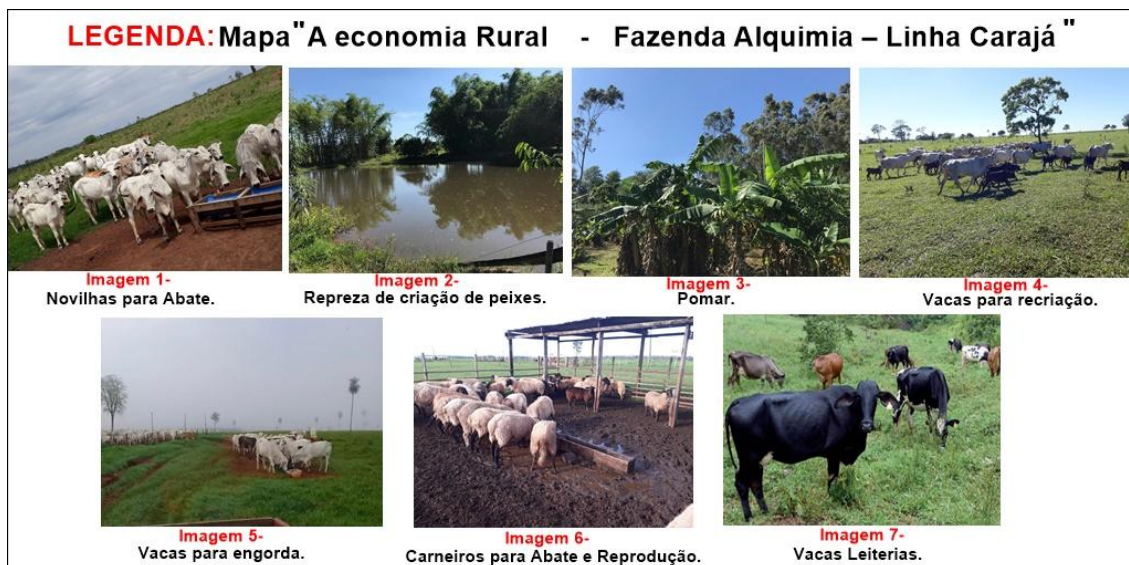 LEGENDA: Mapa "A economia Rural - Fazenda Alquimia – Linha Carajá "
Imagem 1-
Novilhas para Abate.
Imagem 2-
Repreza de criação de peixes.
Imagem 3-
Pomar.
Imagem 4-
Vacas para recriação.
Imagem 5-
Vacas para engorda.
Imagem 6-
Carneiros para Abate e Reprodução.
Imagem 7-
Vacas Leiterias.